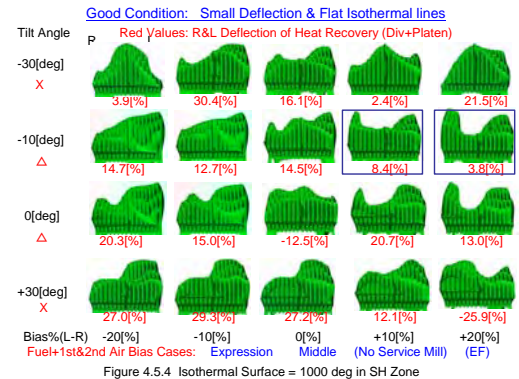 Good Condition: Small Deflection & Flat Isothermal lines
Tilt Angle Red Values: R&L Deflection of Heat Recovery (Div+Platen)
-30[deg]
X
3.9[%] 30.4[%] 16.1[%] 2.4[%] 21.5[%]
-10[deg]
△
14.7[%] 12.7[%] 14.5[%] 8.4[%] 3.8[%]
0[deg]
△
20.3[%] 15.0[%] -12.5[%] 20.7[%] 13.0[%]
+30[deg]
X
27.0[%] 29.3[%] 27.2[%] 12.1[%] -25.9[%]
Bias%(L-R) -20[%] -10[%] 0[%] +10[%] +20[%]
Fuel+1st&2nd Air Bias Cases: Expression Middle (No Service Mill) (EF)
Figure 4.5.4 Isothermal Surface = 1000 deg in SH Zone